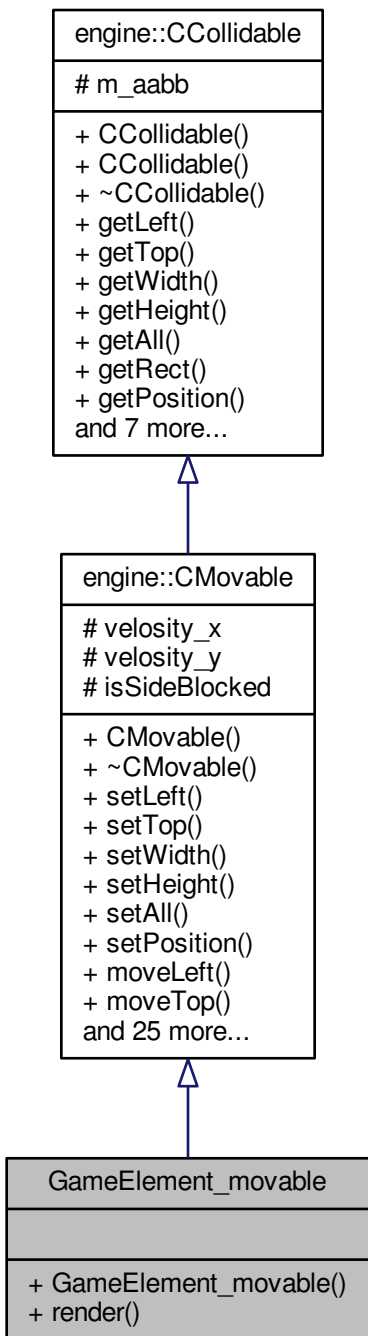 engine::CCollidable
# m_aabb
+ CCollidable()
+ CCollidable()
+ ~CCollidable()
+ getLeft()
+ getTop()
+ getWidth()
+ getHeight()
+ getAll()
+ getRect()
+ getPosition()
and 7 more...
engine::CMovable
# velosity_x
# velosity_y
# isSideBlocked
+ CMovable()
+ ~CMovable()
+ setLeft()
+ setTop()
+ setWidth()
+ setHeight()
+ setAll()
+ setPosition()
+ moveLeft()
+ moveTop()
and 25 more...
GameElement_movable
+ GameElement_movable()
+ render()